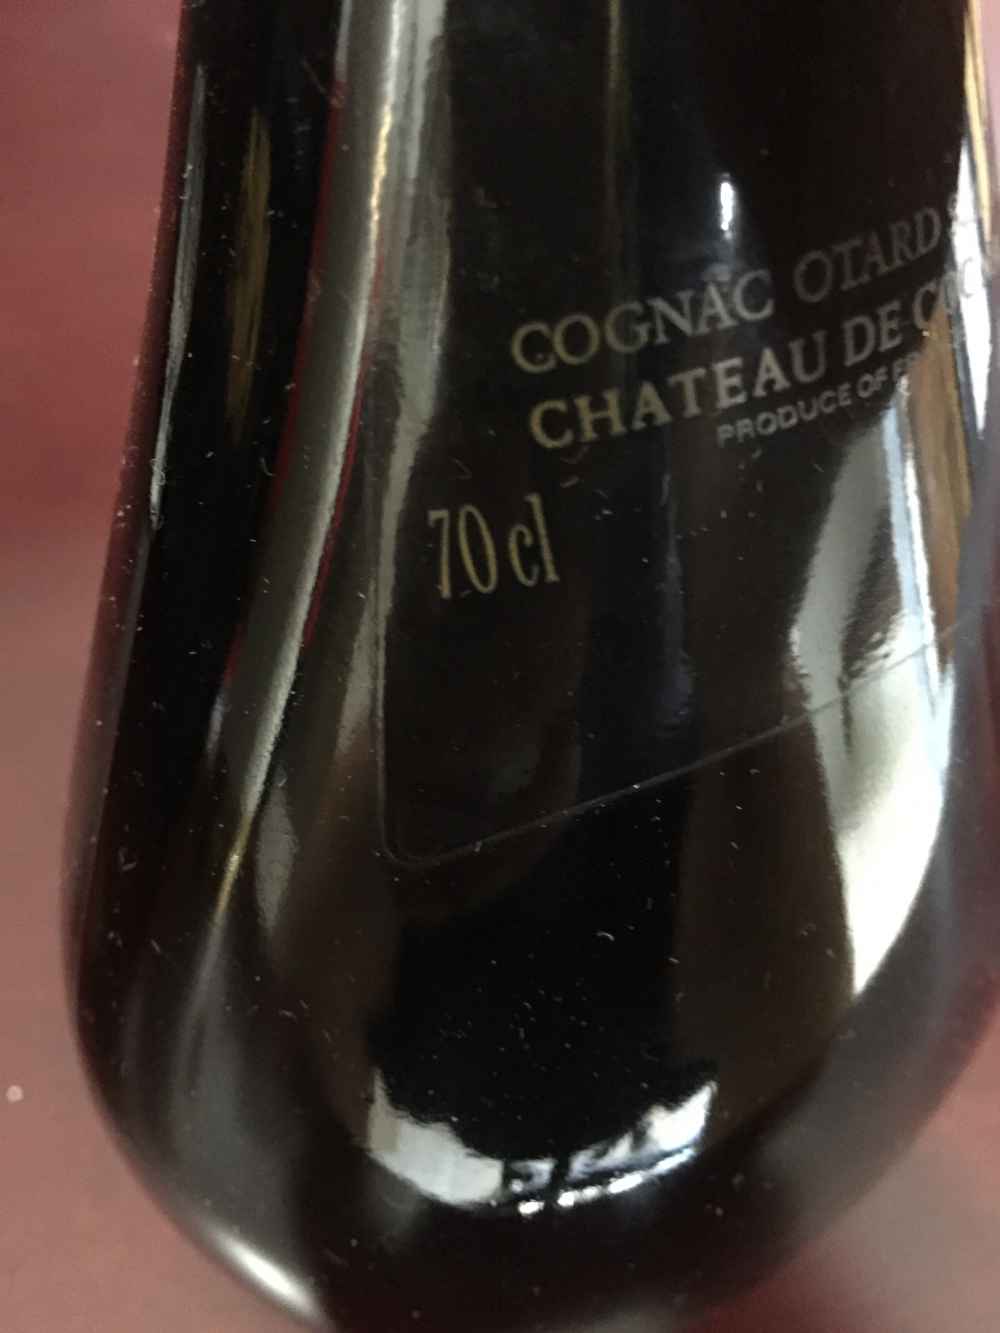 COGNAC OTARD
CHATEAU DE
PRODUCE OF
70 cl